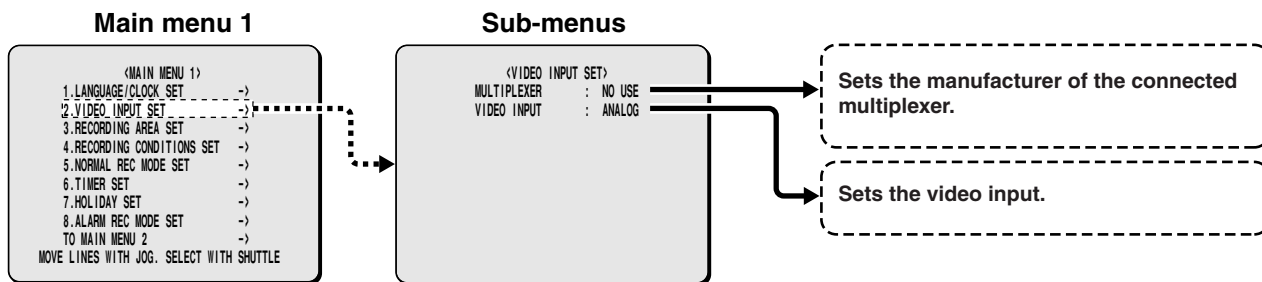 Main menu 1
<MAIN MENU 1>
1.LANGUAGE/CLOCK SET ->
2.VIDEO INPUT SET ->
3.RECORDING AREA SET ->
4.RECORDING CONDITIONS SET ->
5.NORMAL REC MODE SET ->
6.TIMER SET ->
7.HOLIDAY SET ->
8.ALARM REC MODE SET ->
TO MAIN MENU 2 ->
MOVE LINES WITH JOG. SELECT WITH SHUTTLE
Sub-menus
<VIDEO INPUT SET>
MULTIPLEXER : NO USE
VIDEO INPUT : ANALOG
Sets the manufacturer of the connected
multiplexer.
Sets the video input.